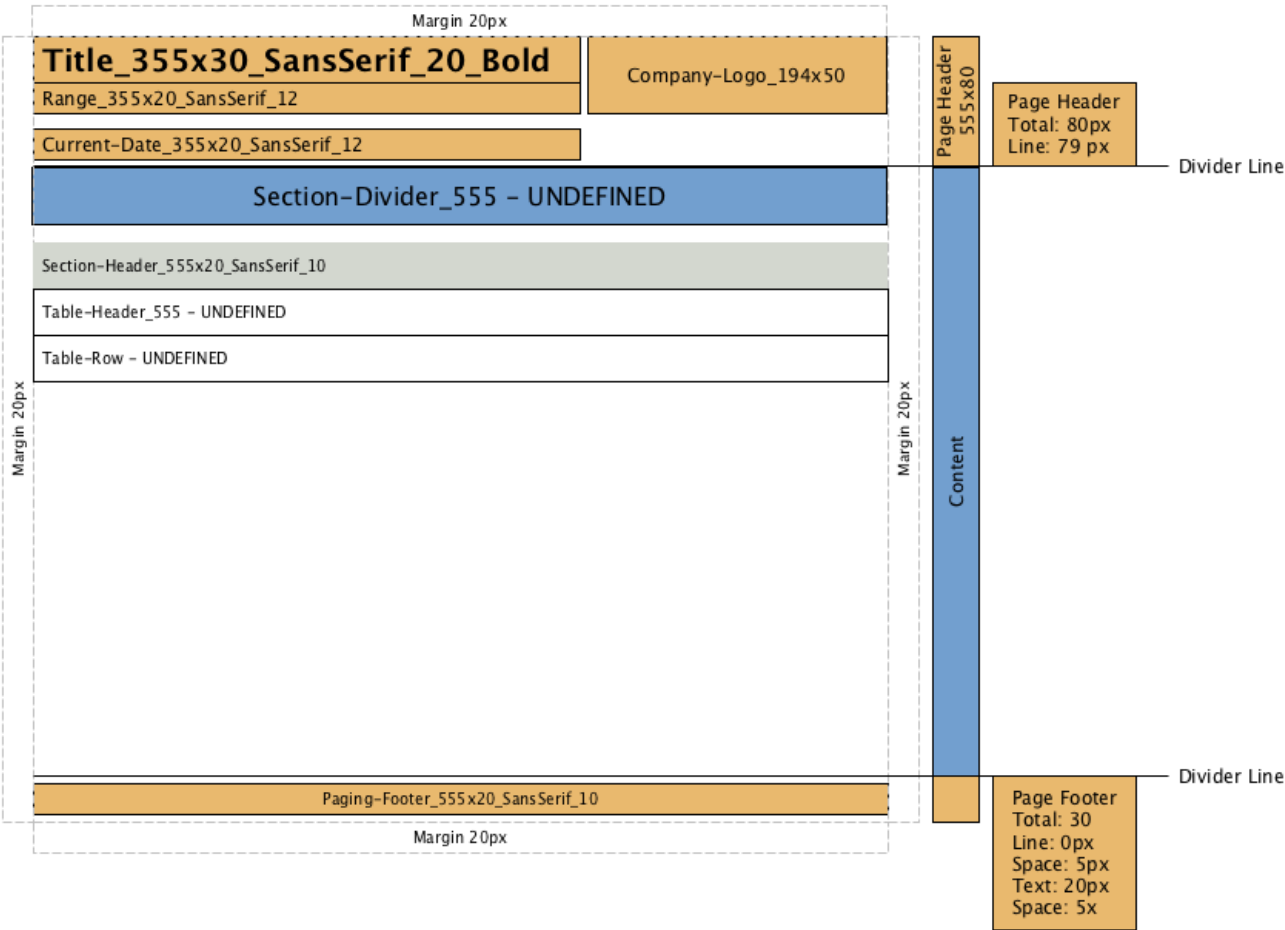 Margin 20px
Title_355x30_SansSerif_20_Bold
Company-Logo_194x50
Range_355x20_SansSerif_12
Current-Date_355x20_SansSerif_12
Page Header
555x80
Page Header
Total: 80px
Line: 79 px
Divider Line
Section-Divider_555 – UNDEFINED
Section-Header_555x20_SansSerif_10
Table-Header_555 – UNDEFINED
Table-Row – UNDEFINED
Margin 20px
Margin 20px
Content
Divider Line
Paging-Footer_555x20_SansSerif_10
Page Footer
Total: 30
Line: 0px
Space: 5px
Text: 20px
Space: 5x
Margin 20px